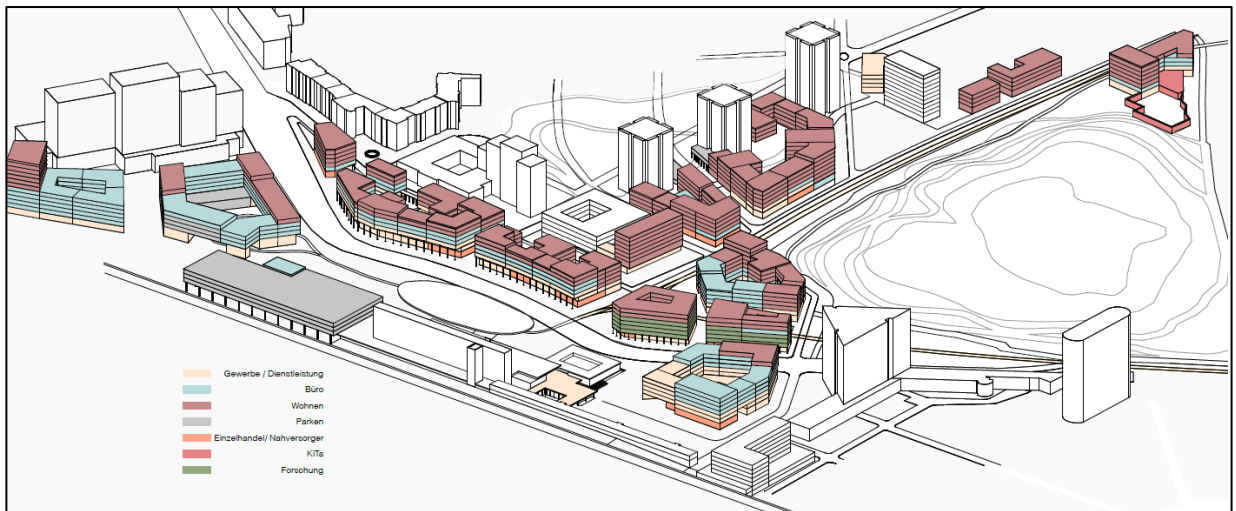 Gewerbe / Dienstleistung
Büro
Wohnen
Parken
Einzelhandel/ Nahversorger
KiTa
Forschung